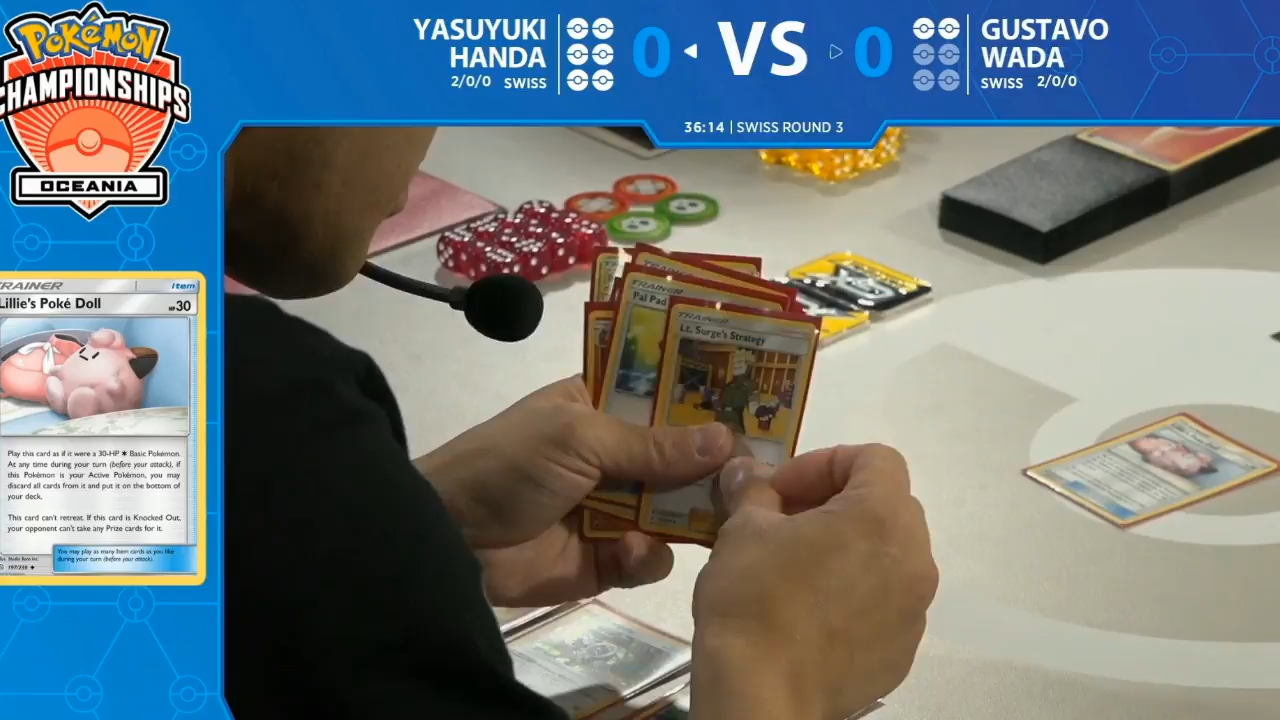 Pokémon
CHAMPIONSHIPS
OCEANIA
YASUYUKI
HANDA
2/0/0 SWISS
0
VS
0
GUSTAVO
WADA
SWISS 2/0/0
36:14 | SWISS ROUND 3
TRAINER Item
Lillie's Poké Doll HP30
Play this card as if it were a 30-HP Basic Pokémon.
At any time during your turn (before your attack), if
this Pokémon is your Active Pokémon, you may
discard all cards from it and put it on the bottom of
your deck.
This card can't retreat. If this card is Knocked Out,
your opponent can't take any Prize cards for it.
You may play as many Item cards as you like
during your turn (before your attack).
197/236
TRAINER
TRAINER
Pal Pad
TRAINER
Lt. Surge's Strategy